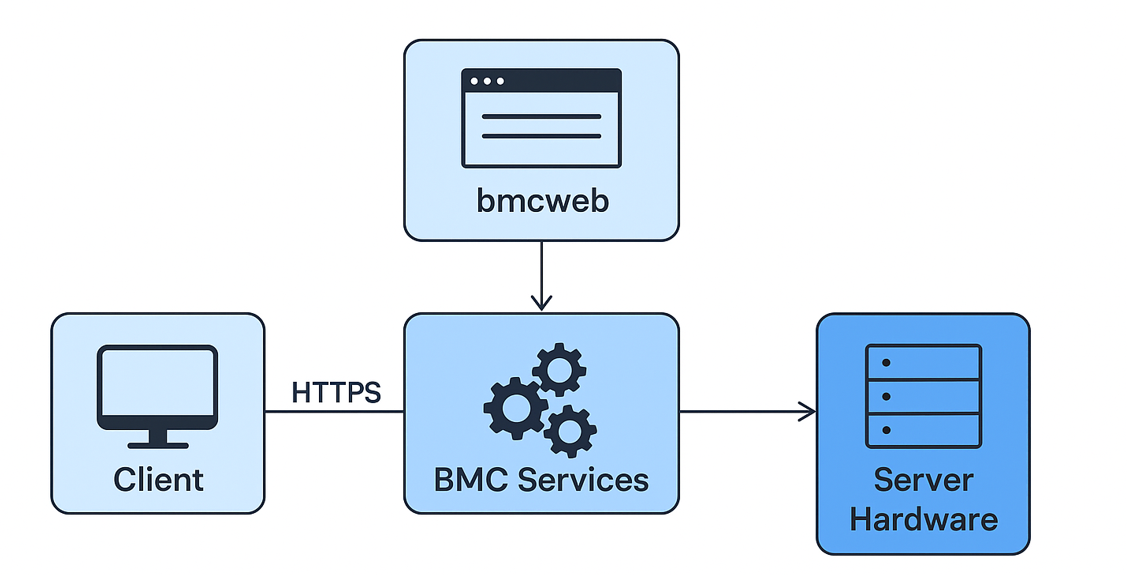 bmcweb
HTTPS
Client
BMC Services
Server
Hardware